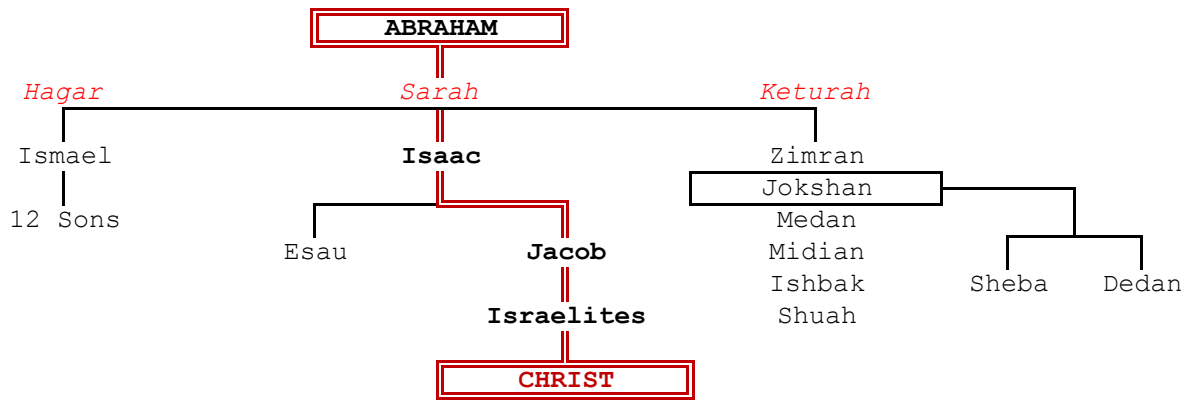 ABRAHAM
Hagar Sarah Keturah
Ismael Isaac Zimran
Jokshan
12 Sons Medan
Esau Jacob Midian
Ishbak Sheba Dedan
Israelites Shuah
CHRIST